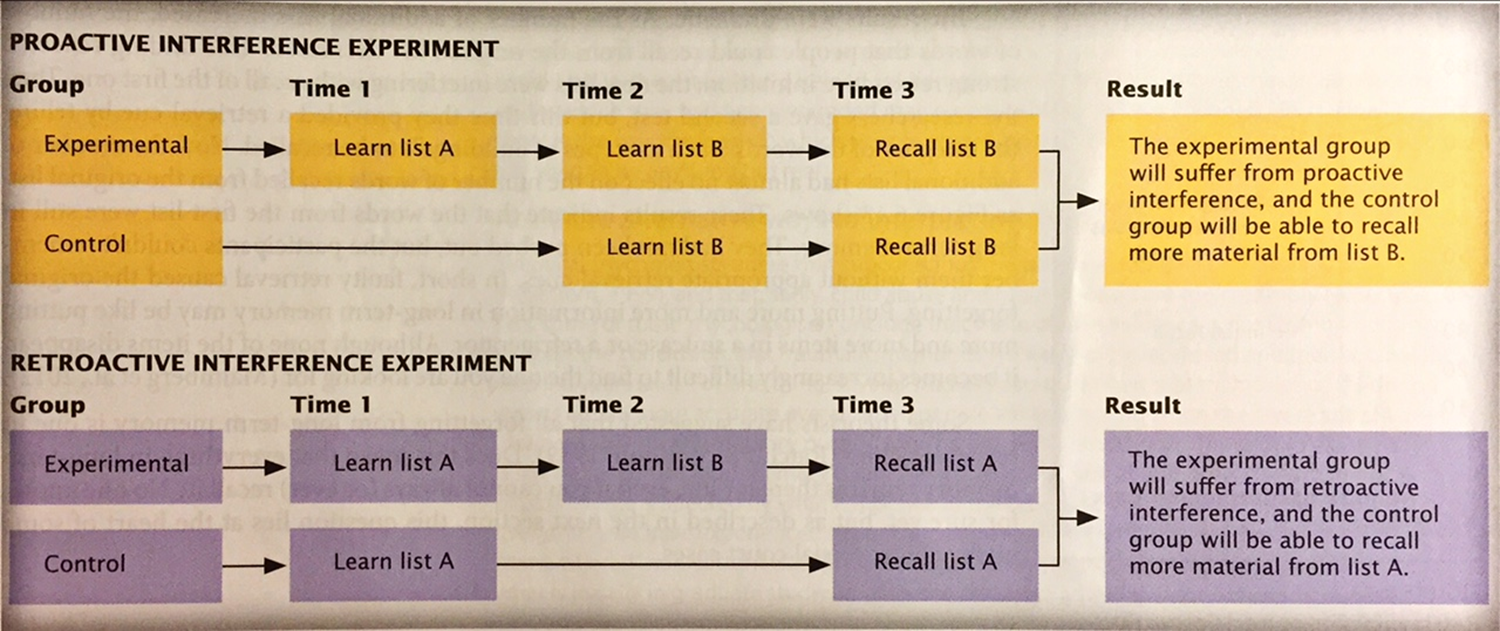 PROACTIVE INTERFERENCE EXPERIMENT
Group Time 1 Time 2 Time 3 Result
Experimental Learn list A Learn list B Recall list B
The experimental group
will suffer from proactive
interference, and the control
group will be able to recall
more material from list B.
Control Learn list B Recall list B
RETROACTIVE INTERFERENCE EXPERIMENT
Group Time 1 Time 2 Time 3 Result
Experimental Learn list A Learn list B Recall list A
The experimental group
will suffer from retroactive
interference, and the control
group will be able to recall
more material from list A.
Control Learn list A Recall list A